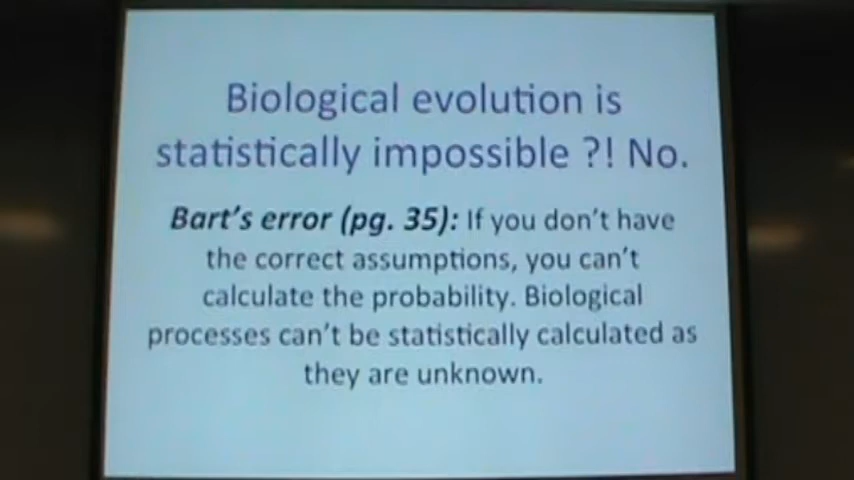 Biological evolution is
statistically impossible ?! No.
Bart's error (pg. 35): If you don't have
the correct assumptions, you can't
calculate the probability. Biological
processes can't be statistically calculated as
they are unknown.